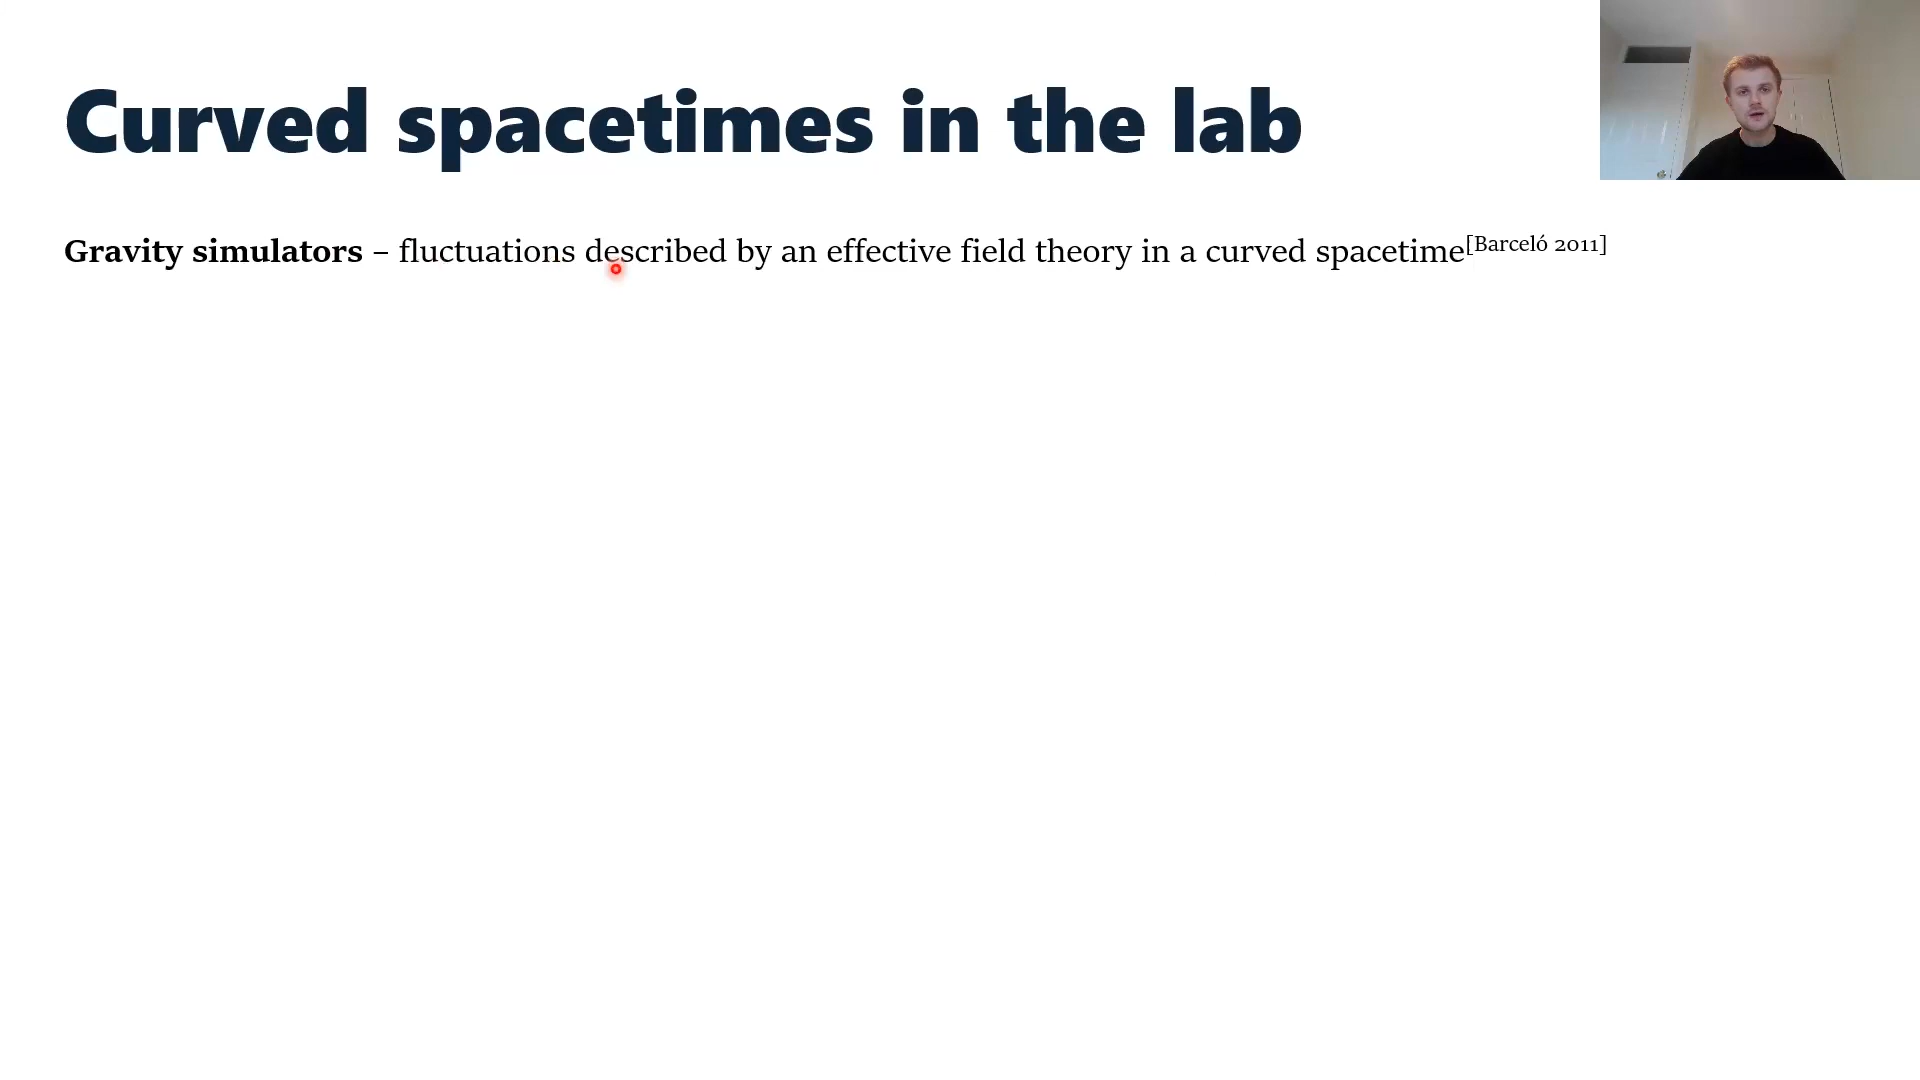 Curved spacetimes in the lab
Gravity simulators – fluctuations described by an effective field theory in a curved spacetime[Barceló 2011]